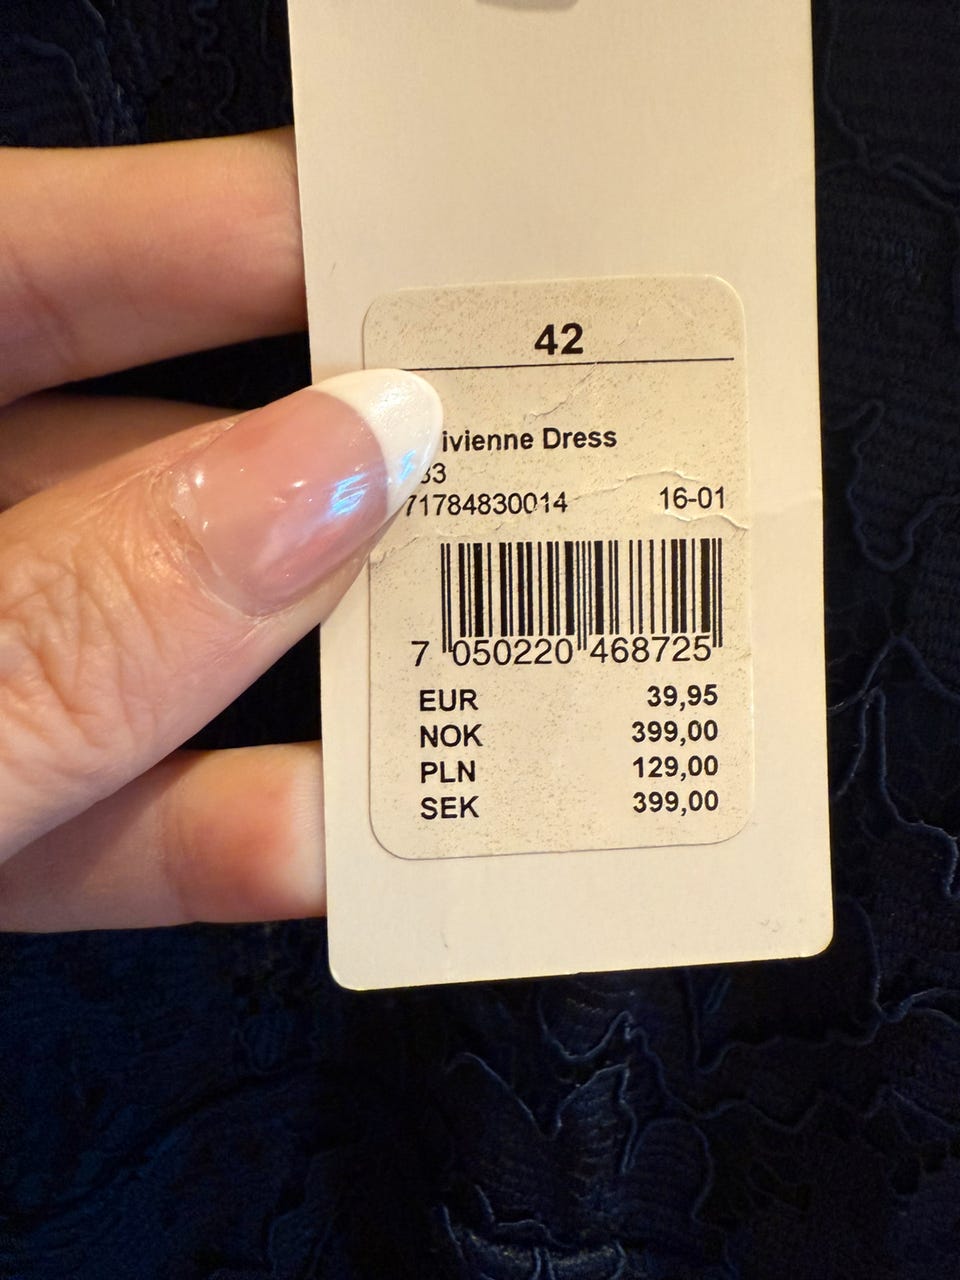 42
ivienne Dress
33
71784830014 16-01
7 050220 468725
EUR 39,95
NOK 399,00
PLN 129,00
SEK 399,00